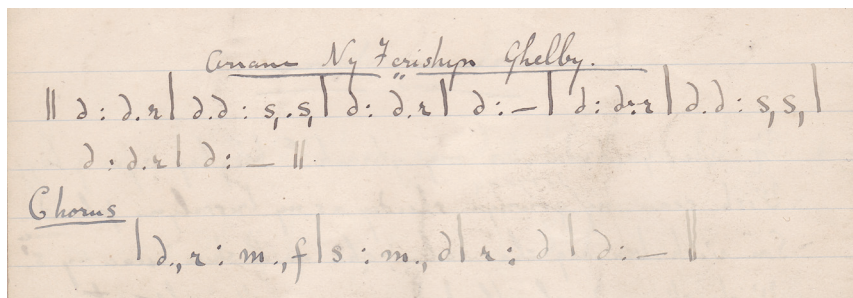 Arrane Ny Ferishyn Ghelby.
|| d : d.r | d.d : s,.s, | d : d.r | d : — | d : d.r | d.d : s, s, |
d : d.r | d : — ||
Chorus
| d.,r : m.,f | s : m.,d | r : d | d : — ||